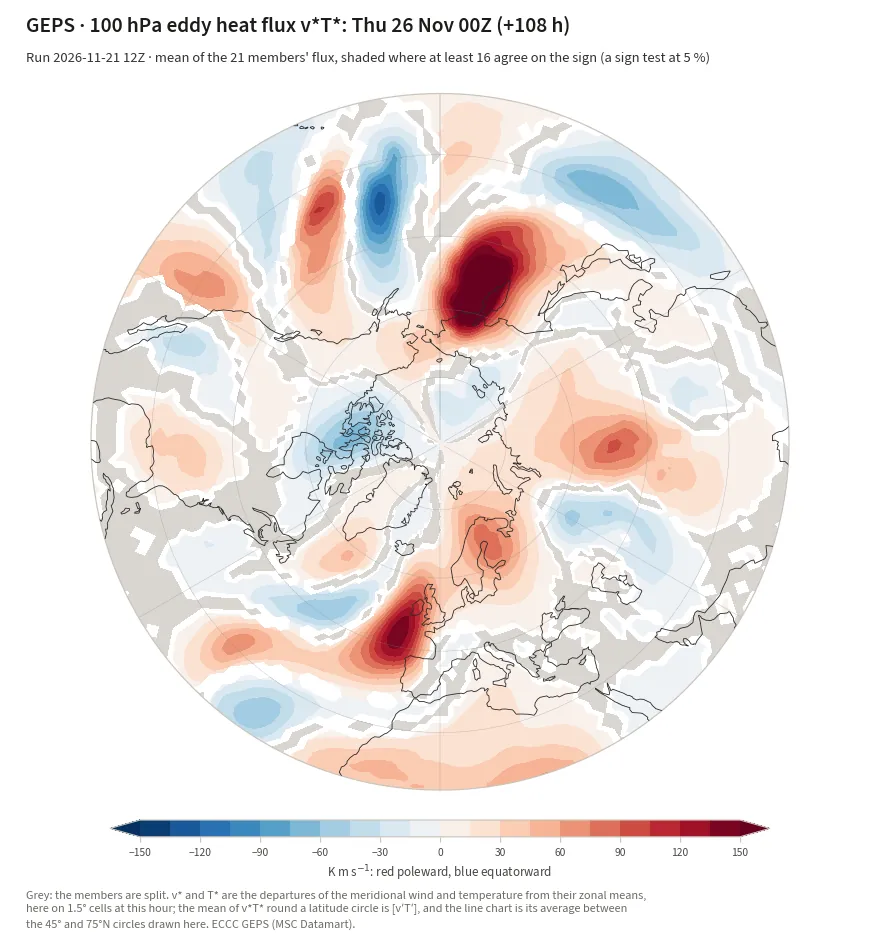 GEPS · 100 hPa eddy heat flux v*T*: Thu 26 Nov 00Z (+108 h)
Run 2026-11-21 12Z · mean of the 21 members' flux, shaded where at least 16 agree on the sign (a sign test at 5 %)
−150 −120 −90 −60 −30 0 30 60 90 120 150
K m s⁻¹: red poleward, blue equatorward
Grey: the members are split. v* and T* are the departures of the meridional wind and temperature from their zonal means,
here on 1.5° cells at this hour; the mean of v*T* round a latitude circle is [v′T′], and the line chart is its average between
the 45° and 75°N circles drawn here. ECCC GEPS (MSC Datamart).